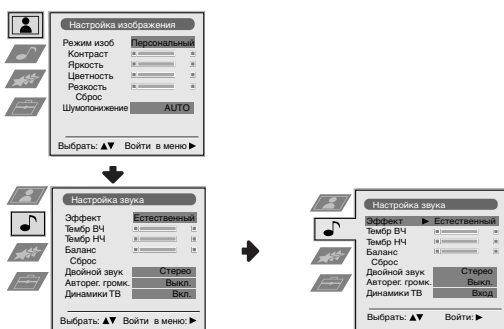 Настройка изображения
Режим изоб Персональный
Контраст
Яркость
Цветность
Резкость
Сброс
Шумопонижение AUTO
Выбрать: ▲▼ Войти в меню ▶
Настройка звука
Эффект Естественный
Тембр ВЧ
Тембр НЧ
Баланс
Сброс
Двойной звук Стерео
Авторег. громк. Выкл.
Динамики ТВ Вкл.
Выбрать: ▲▼ Войти в меню: ▶
Настройка звука
Эффект ▶ Естественный
Тембр ВЧ
Тембр НЧ
Баланс
Сброс
Двойной звук Стерео
Авторег. громк. Выкл.
Динамики ТВ Вход
Выбрать: ▲▼ Войти: ▶